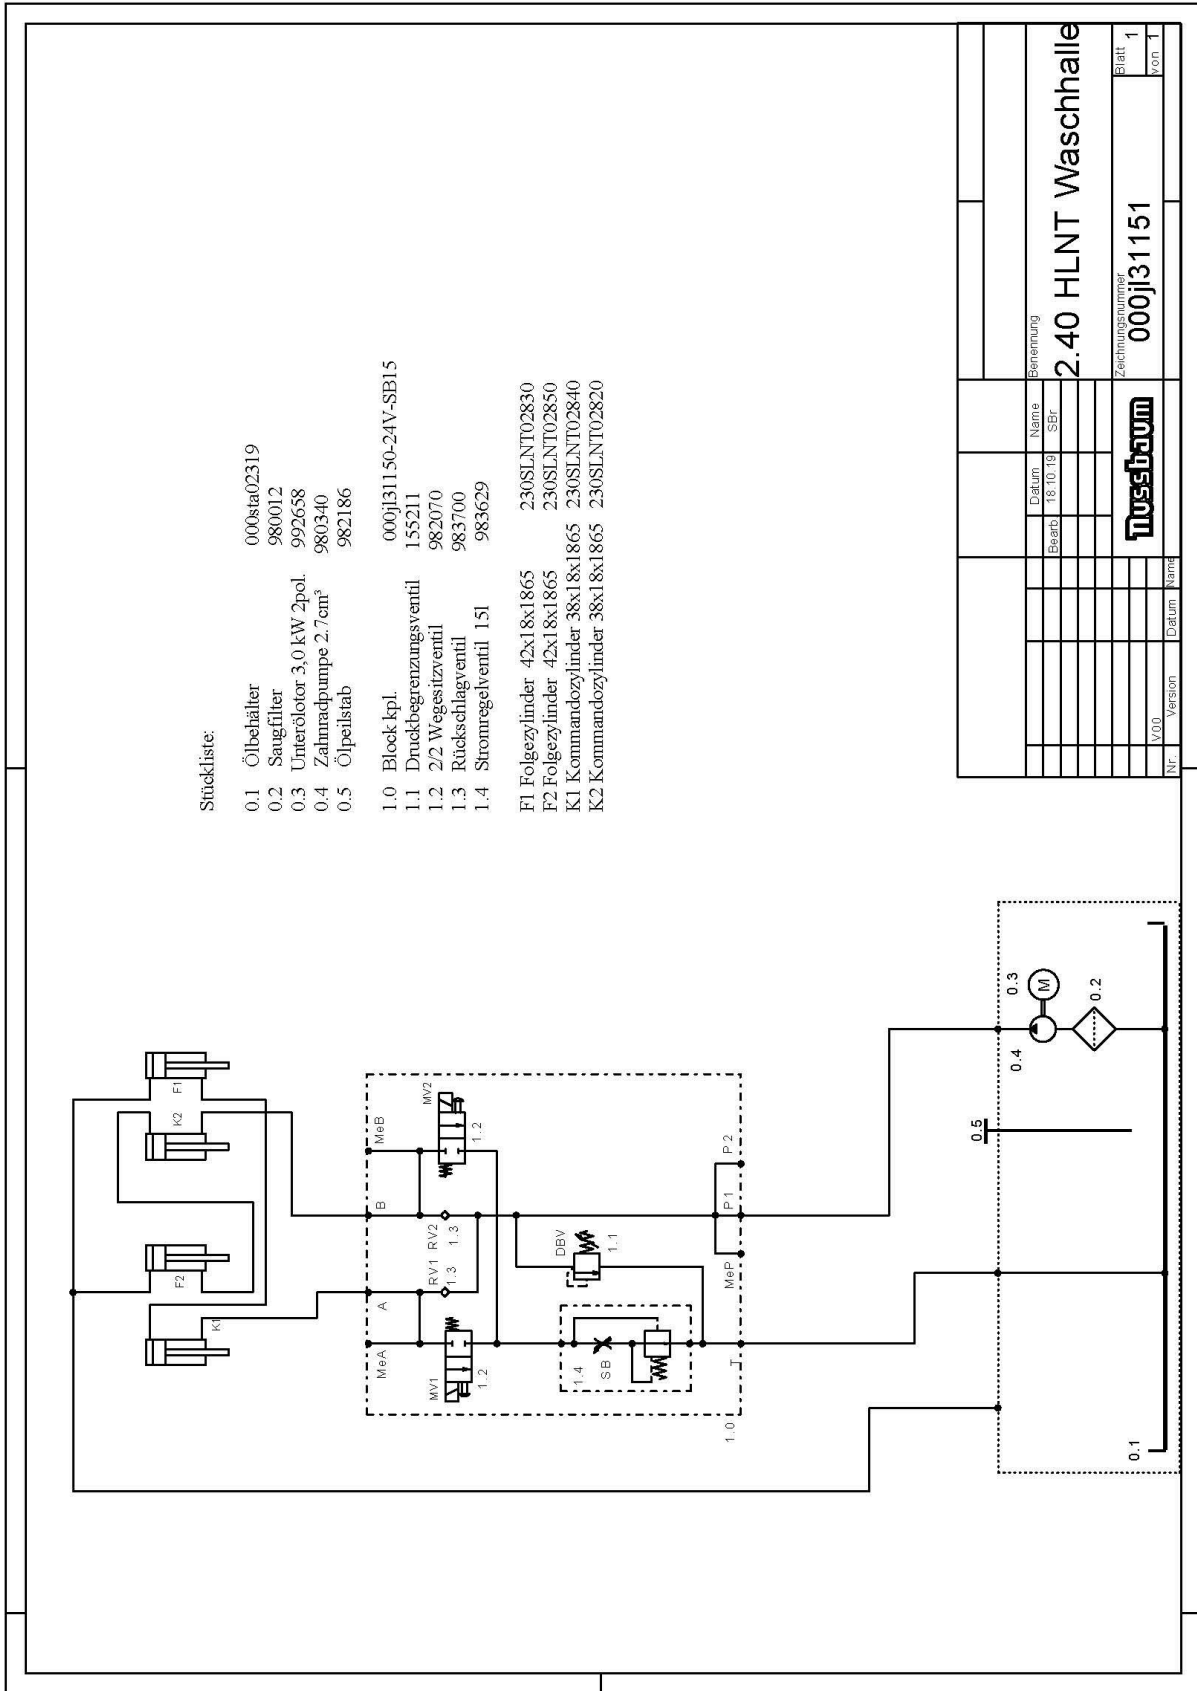 Stückliste:
0.1 Ölbehälter 000sta02319
0.2 Saugfilter 980012
0.3 Unterölotor 3,0 kW 2pol. 992658
0.4 Zahnradpumpe 2.7cm³ 980340
0.5 Ölpeilstab 982186
1.0 Block kpl. 000jl31150-24V-SB15
1.1 Druckbegrenzungsventil 155211
1.2 2/2 Wegesitzventil 982070
1.3 Rückschlagventil 983700
1.4 Stromregelventil 15l 983629
F1 Folgezylinder 42x18x1865 230SLNT02830
F2 Folgezylinder 42x18x1865 230SLNT02850
K1 Kommandozylinder 38x18x1865 230SLNT02840
K2 Kommandozylinder 38x18x1865 230SLNT02820
K1
F2
K2
F1
MeA
A
B
MeB
MV1
1.2
RV1
1.3
RV2
1.3
MV2
1.2
1.4
SB
DBV
1.1
1.0
T
MeP
P1
P2
0.5
0.4
0.3
M
0.2
0.1
Datum
Name
Bearb
18.10.19
SBr
Benennung
2.40 HLNT Waschhalle
Nussbaum
Zeichnungsnummer
000jl31151
Blatt
1
von
1
V00
Nr.
Version
Datum
Name